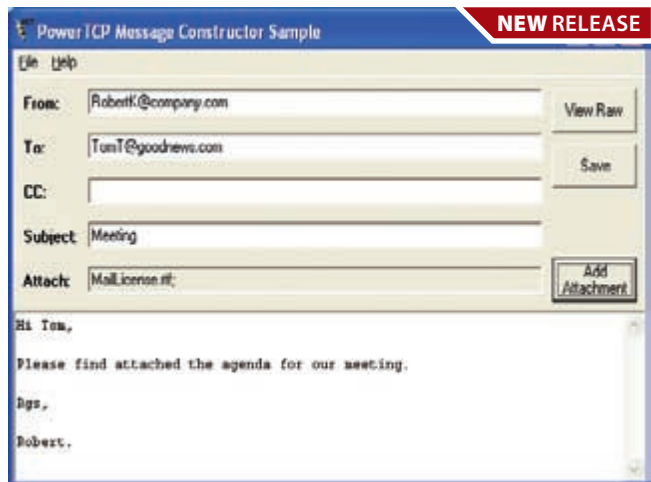 NEW RELEASE
PowerTCP Message Constructor Sample
File Help
From: RobertK@company.com
View Raw
To: TomT@goodnews.com
Save
CC:
Subject: Meeting
Attach: MailLicense.rtf;
Add Attachment
Hi Tom,
Please find attached the agenda for our meeting.
Rgs,
Robert.